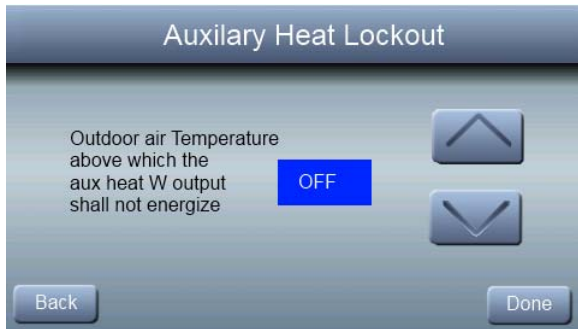 Auxilary Heat Lockout
Outdoor air Temperature
above which the
aux heat W output
shall not energize
OFF
Back
Done